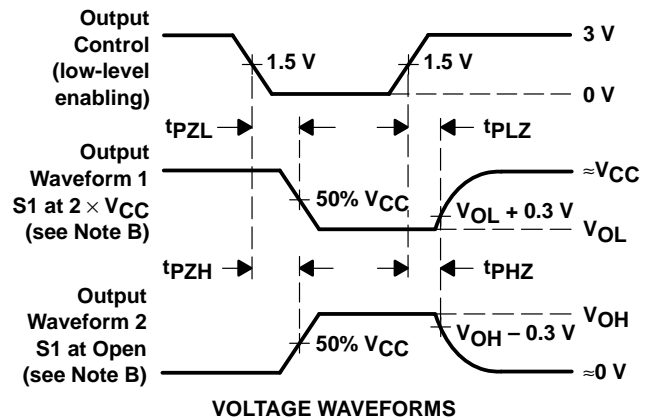 Output
Control
(low-level
enabling)
3 V
1.5 V
1.5 V
0 V
tPZL
tPLZ
Output
Waveform 1
S1 at 2 × VCC
(see Note B)
≈VCC
50% VCC
VOL + 0.3 V
VOL
tPZH
tPHZ
Output
Waveform 2
S1 at Open
(see Note B)
VOH
50% VCC
VOH – 0.3 V
≈0 V
VOLTAGE WAVEFORMS